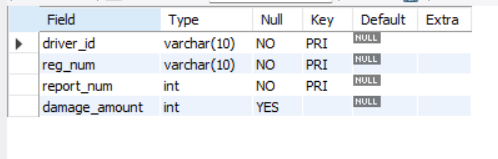 Field Type Null Key Default Extra
driver_id varchar(10) NO PRI NULL
reg_num varchar(10) NO PRI NULL
report_num int NO PRI NULL
damage_amount int YES NULL